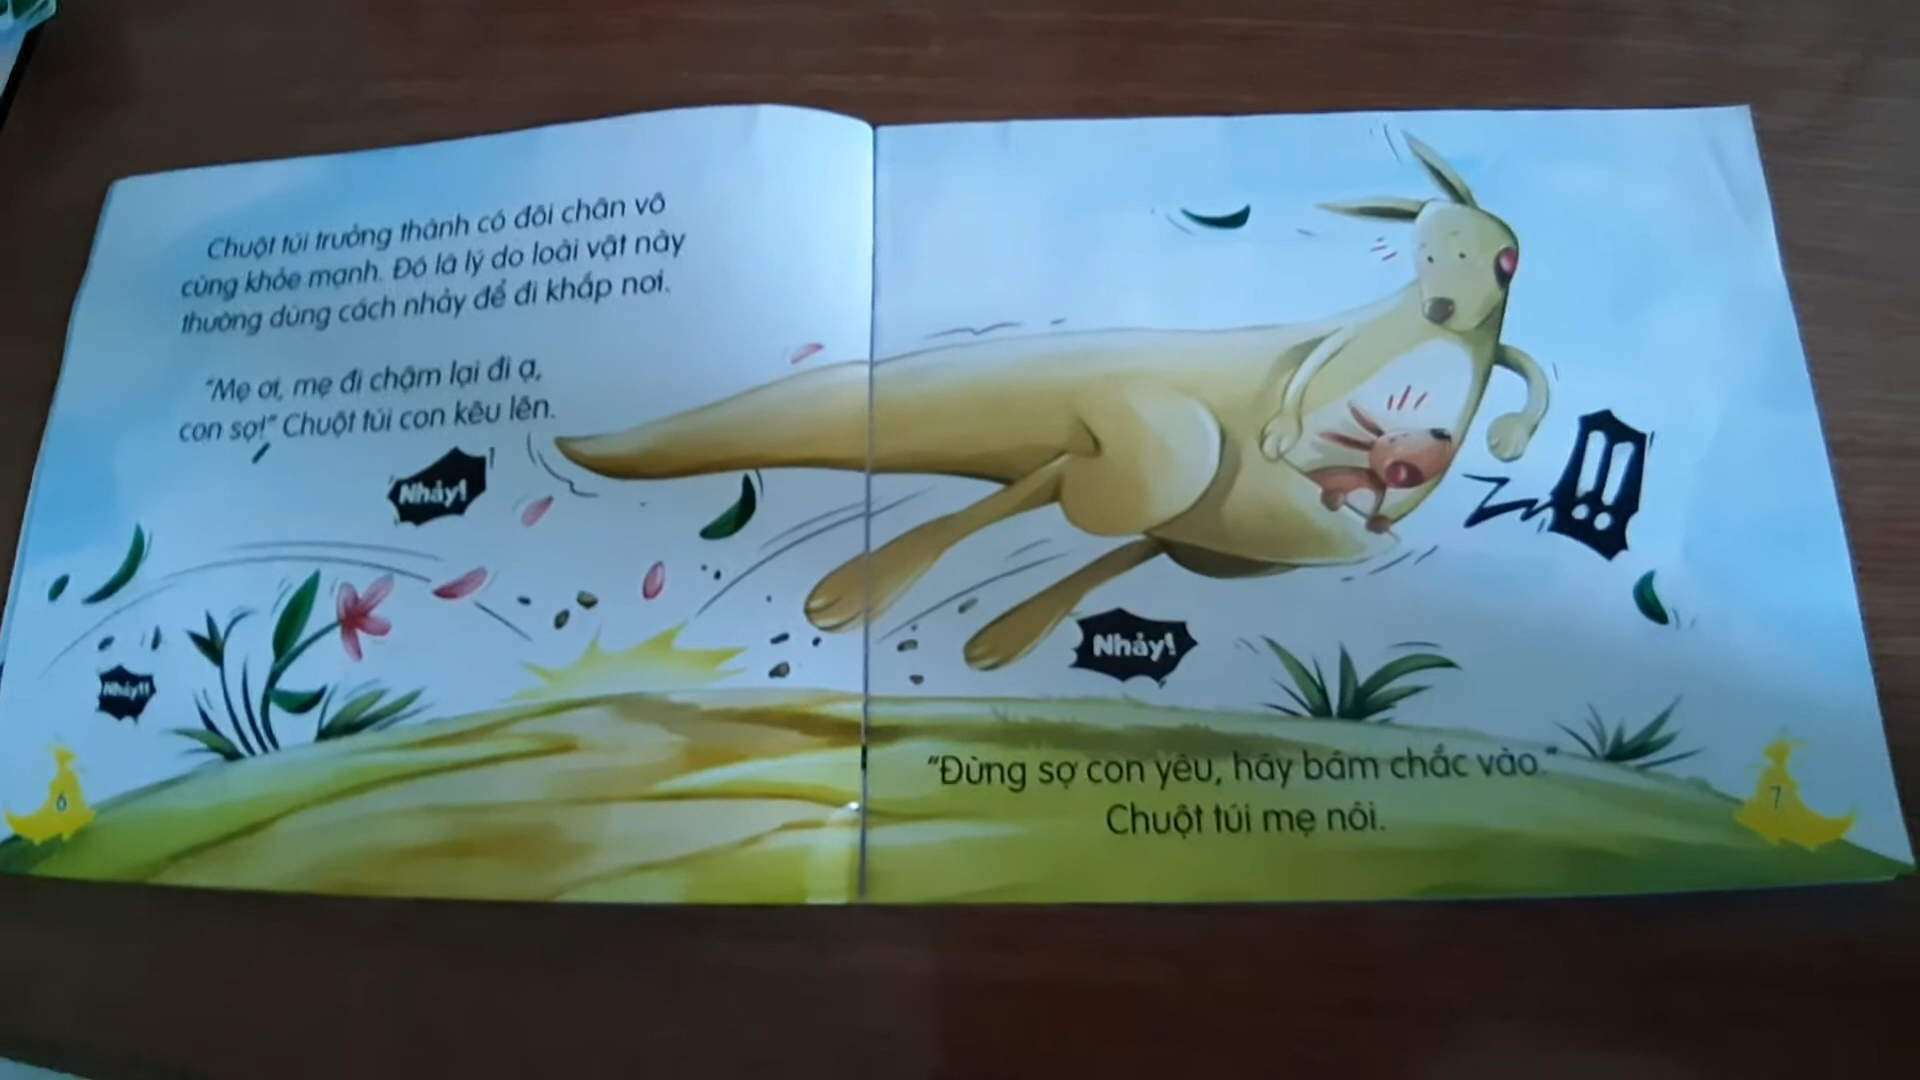 Chuột túi trưởng thành có đôi chân vô
cùng khỏe mạnh. Đó là lý do loài vật này
thường dùng cách nhảy để đi khắp nơi.
“Mẹ ơi, mẹ đi chậm lại đi ạ,
con sợ!” Chuột túi con kêu lên.
Nhảy!
Nhảy!!
6
!!
Nhảy!
“Đừng sợ con yêu, hãy bám chắc vào.”
Chuột túi mẹ nói.
7